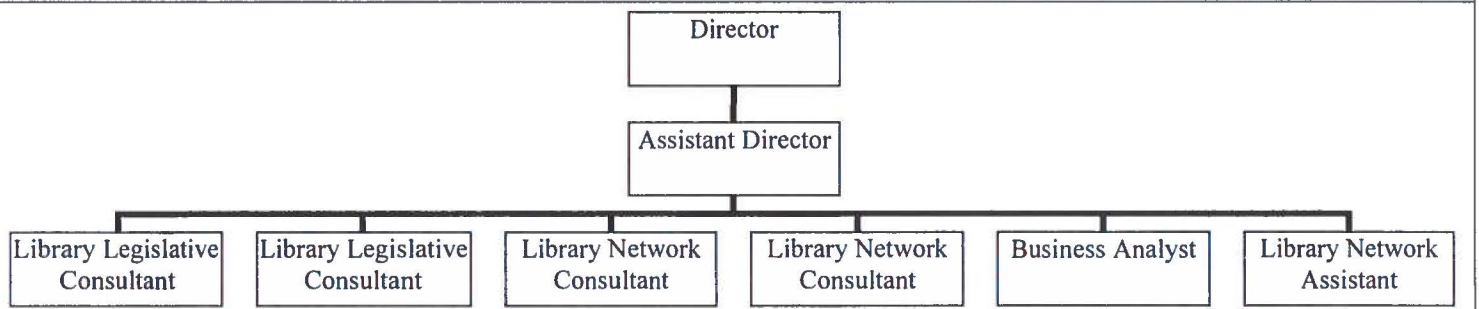 Director
Assistant Director
Library Legislative
Consultant
Library Legislative
Consultant
Library Network
Consultant
Library Network
Consultant
Business Analyst
Library Network
Assistant